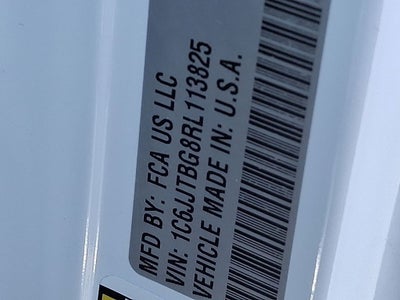 MFD BY: FCA US LLC
VIN: 1C6JJTBG8RL113825
VEHICLE MADE IN: U.S.A.